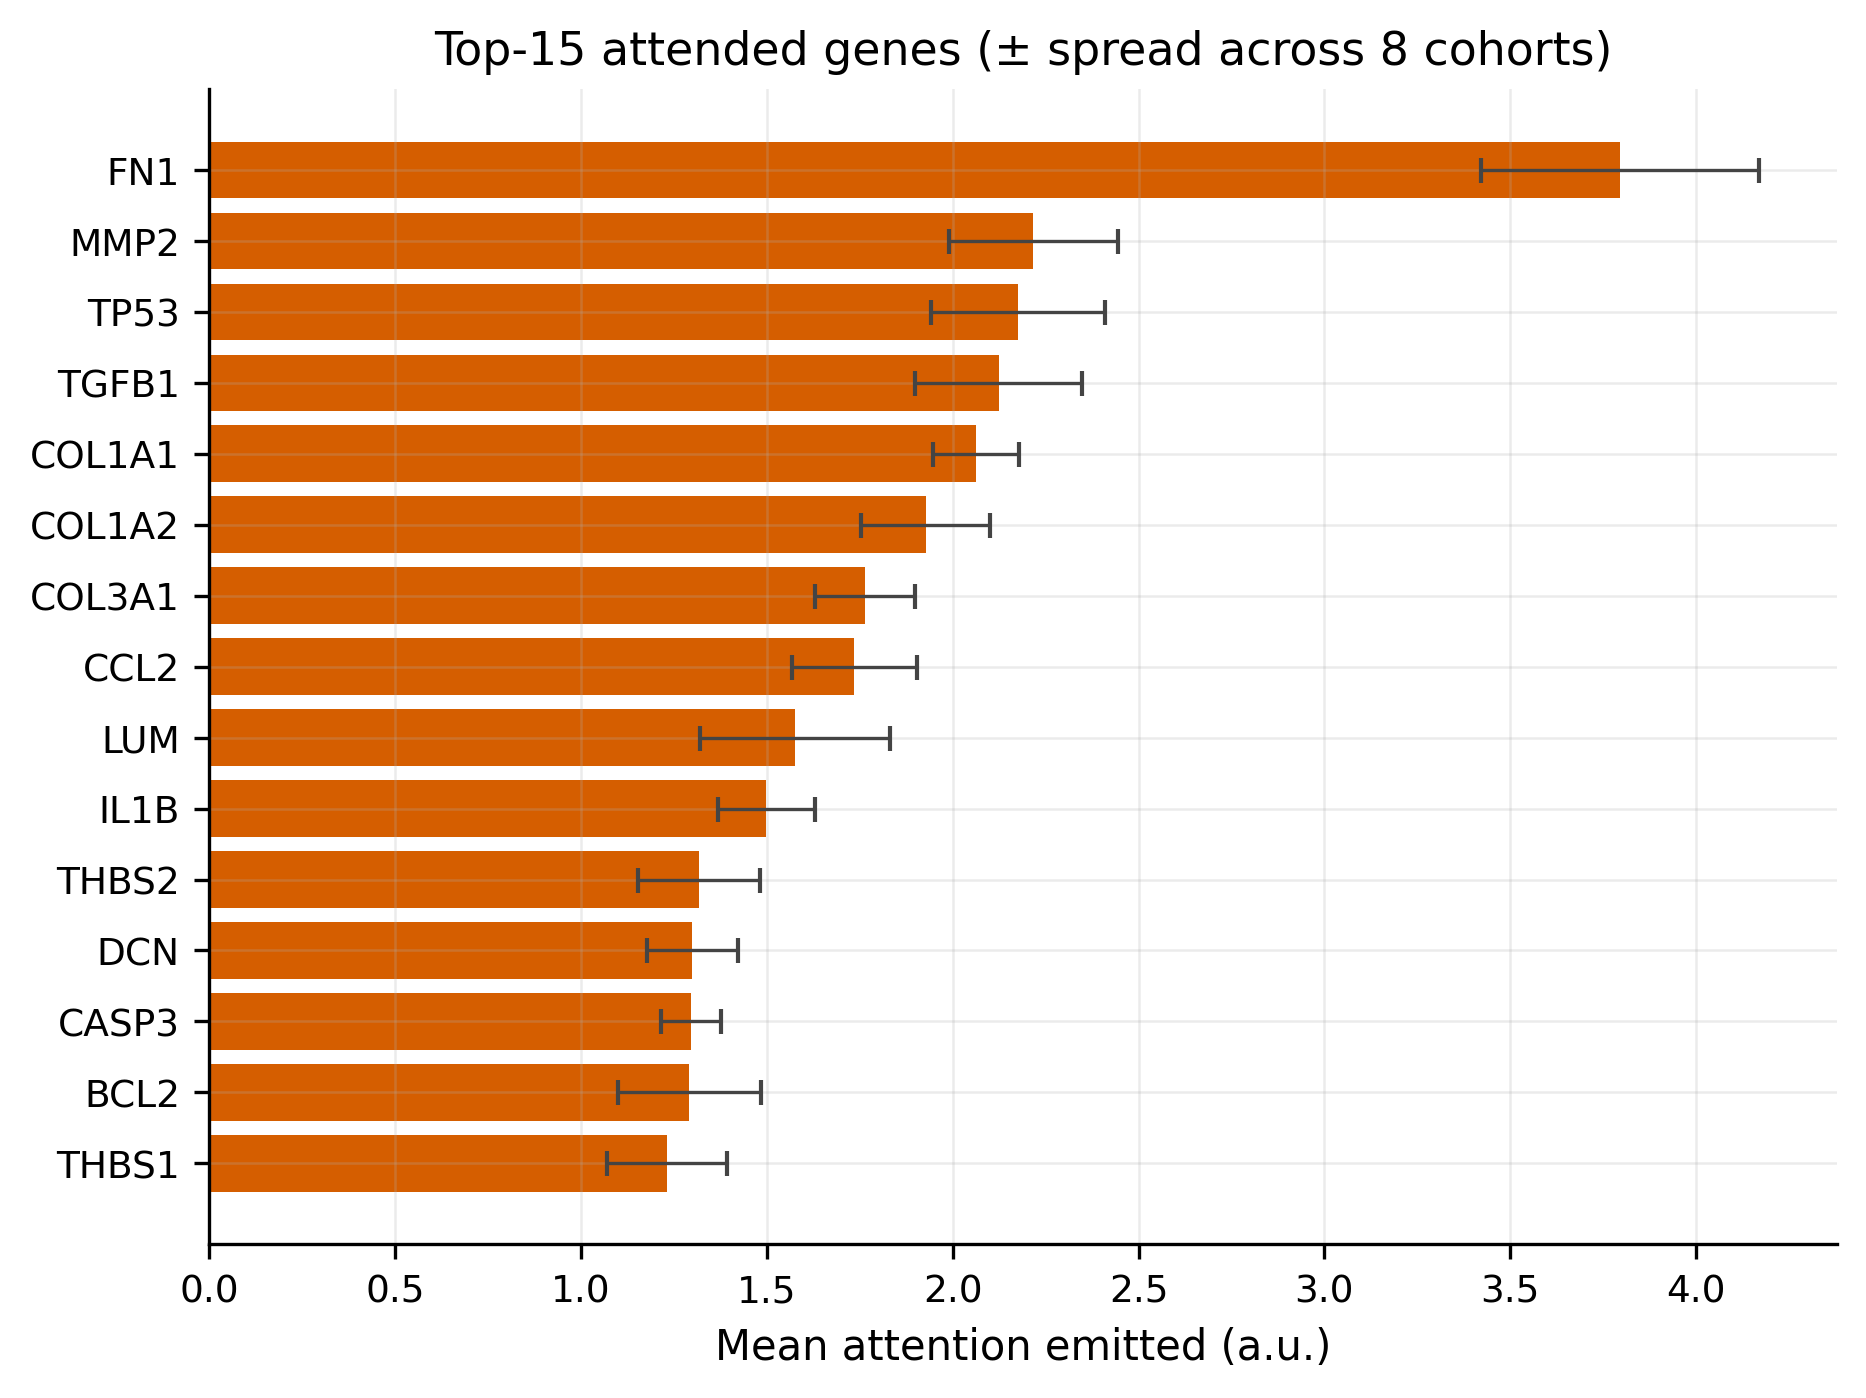 Top-15 attended genes (± spread across 8 cohorts)
FN1
MMP2
TP53
TGFB1
COL1A1
COL1A2
COL3A1
CCL2
LUM
IL1B
THBS2
DCN
CASP3
BCL2
THBS1
0.0 0.5 1.0 1.5 2.0 2.5 3.0 3.5 4.0
Mean attention emitted (a.u.)